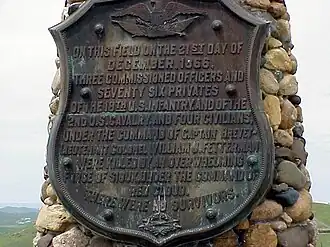 ON THIS FIELD ON THE 21ST DAY OF
DECEMBER, 1866.
THREE COMMISSIONED OFFICERS AND
SEVENTY SIX PRIVATES
OF THE 18TH U.S. INFANTRY, AND OF THE
2ND U.S. CAVALRY, AND FOUR CIVILIANS,
UNDER THE COMMAND OF CAPTAIN BREVET-
LIEUTENANT COLONEL WILLIAM J. FETTERMAN
WERE KILLED BY AN OVERWHELMING
FORCE OF SIOUX, UNDER THE COMMAND OF
RED CLOUD.
THERE WERE NO SURVIVORS.